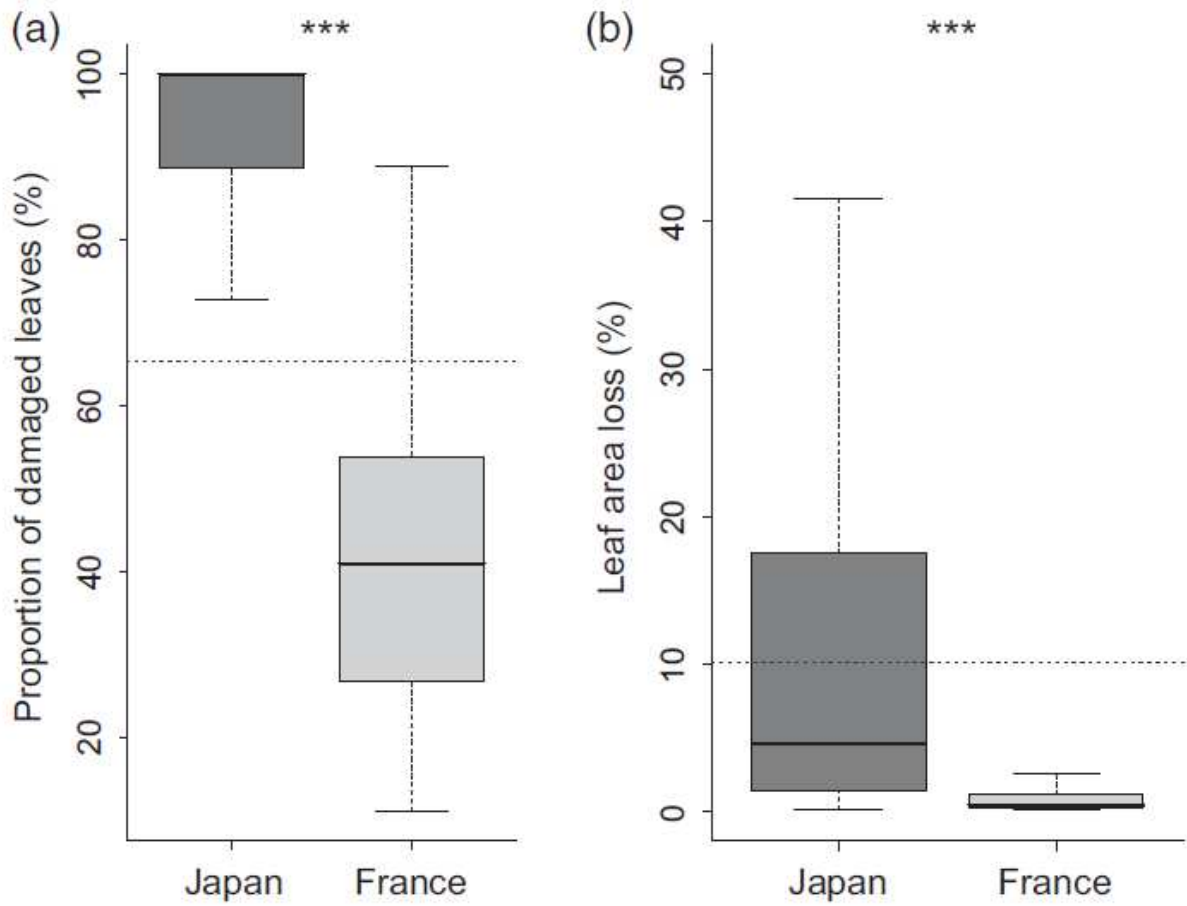 (a)
***
Proportion of damaged leaves (%)
100
80
60
40
20
Japan
France
(b)
***
Leaf area loss (%)
50
40
30
20
10
0
Japan
France